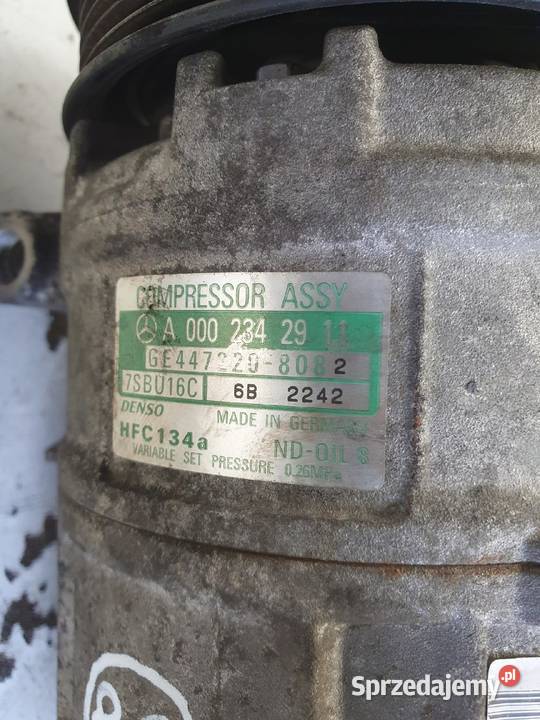 COMPRESSOR ASSY
A 000 234 29 11
GE447220-8082
7SBU16C 6B 2242
DENSO MADE IN GERMANY
HFC134a ND-OIL 8
VARIABLE SET PRESSURE 0.26MPa
Sprzedajemy.pl